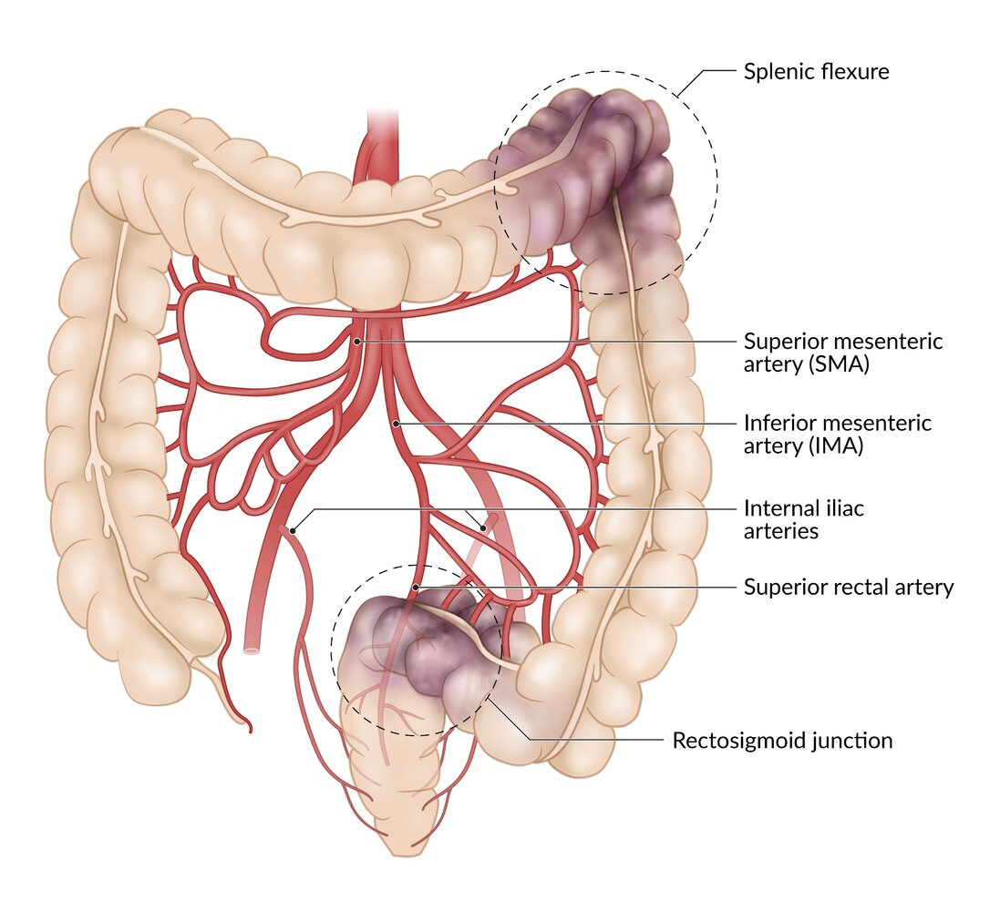 Splenic flexure
Superior mesenteric
artery (SMA)
Inferior mesenteric
artery (IMA)
Internal iliac
arteries
Superior rectal artery
Rectosigmoid junction